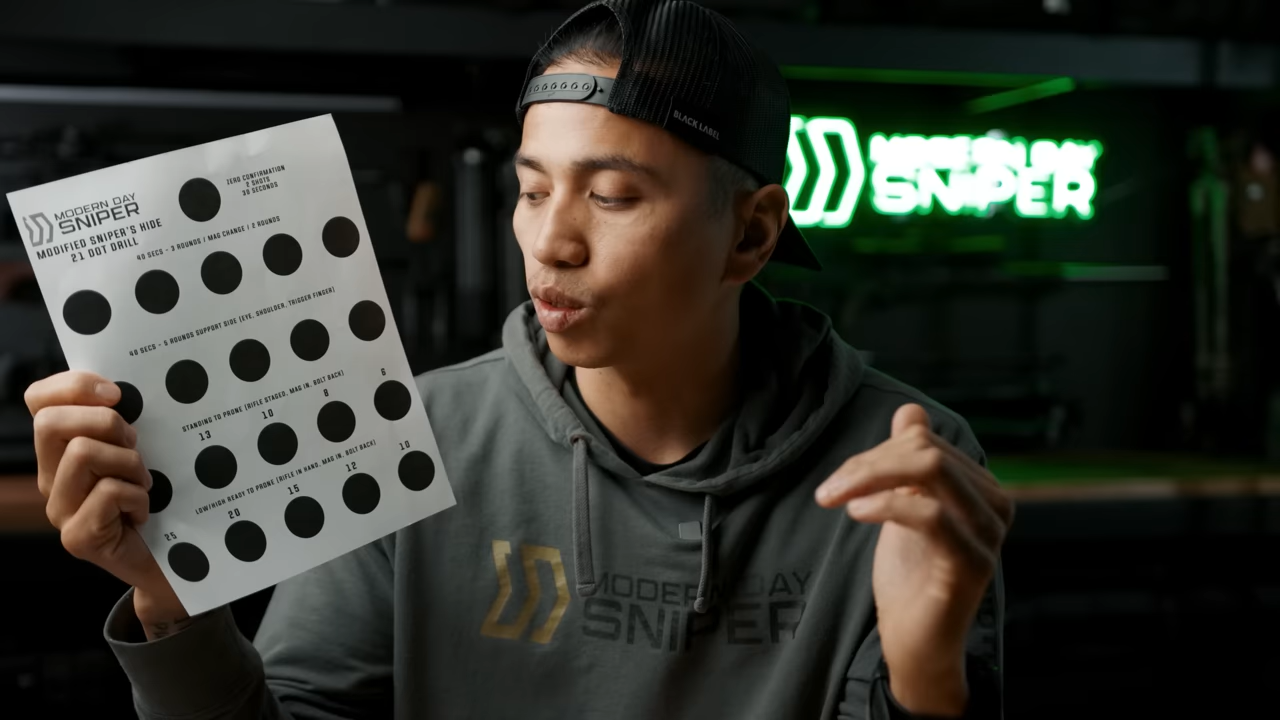 BLACK LABEL
MODERN DAY
SNIPER
MODERN DAY
SNIPER
MODIFIED SNIPER'S HIDE
21 DOT DRILL
ZERO CONFIRMATION
2 SHOTS
30 SECONDS
40 SECS - 3 ROUNDS / MAG CHANGE / 2 ROUNDS
40 SECS - 5 ROUNDS SUPPORT SIDE (EYE, SHOULDER, TRIGGER FINGER)
STANDING TO PRONE (RIFLE STAGED, MAG IN, BOLT BACK)
13 10 8 6
LOW/HIGH READY TO PRONE (RIFLE IN HAND, MAG IN, BOLT BACK)
25 20 15 12 10
MODERN DAY
SNIPER